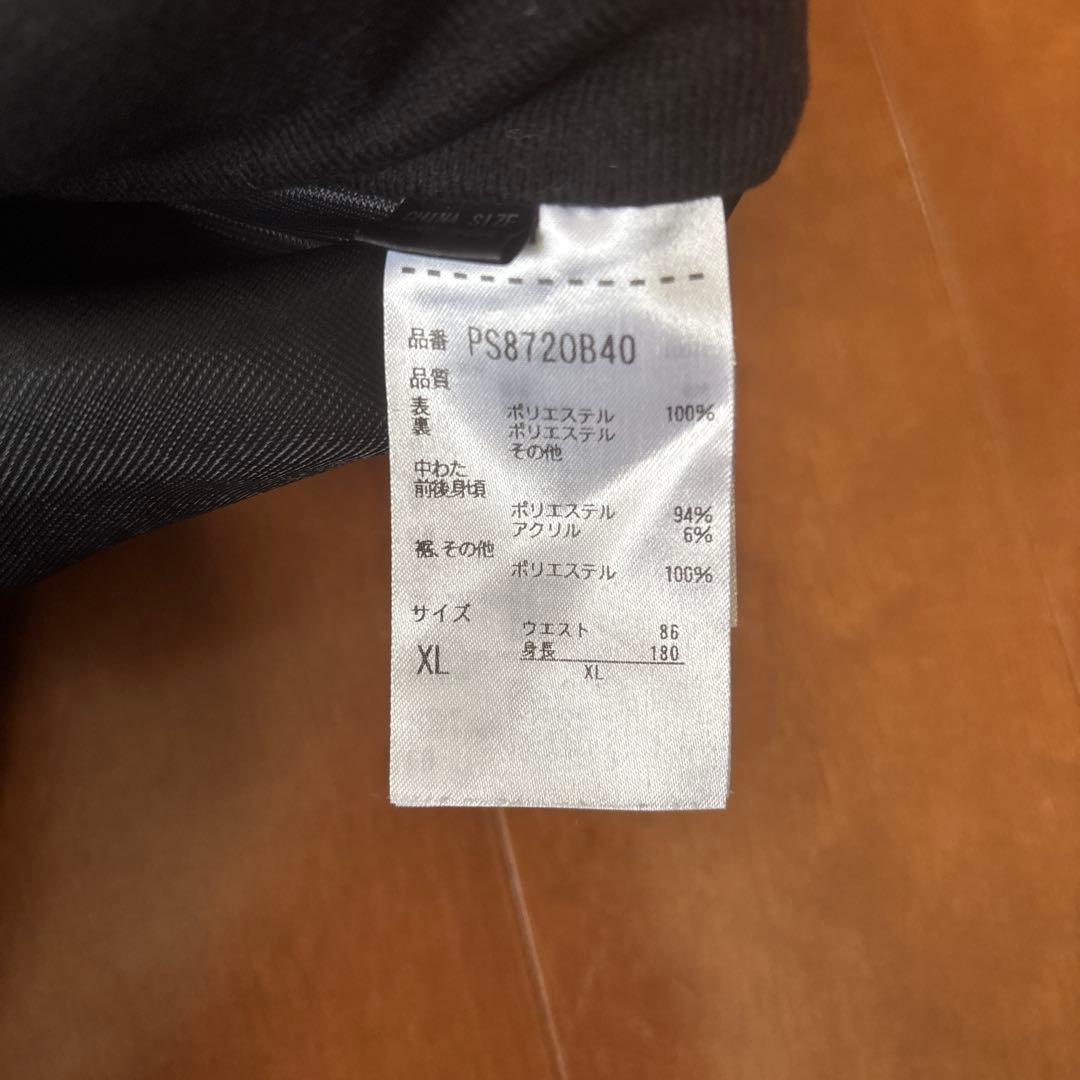 CHINA SIZE
品番 PS8720B40
品質
表 ポリエステル 100%
裏 ポリエステル
その他
中わた
前後身頃
ポリエステル 94%
アクリル 6%
裾、その他
ポリエステル 100%
サイズ
ウエスト 86
身長 180
XL XL